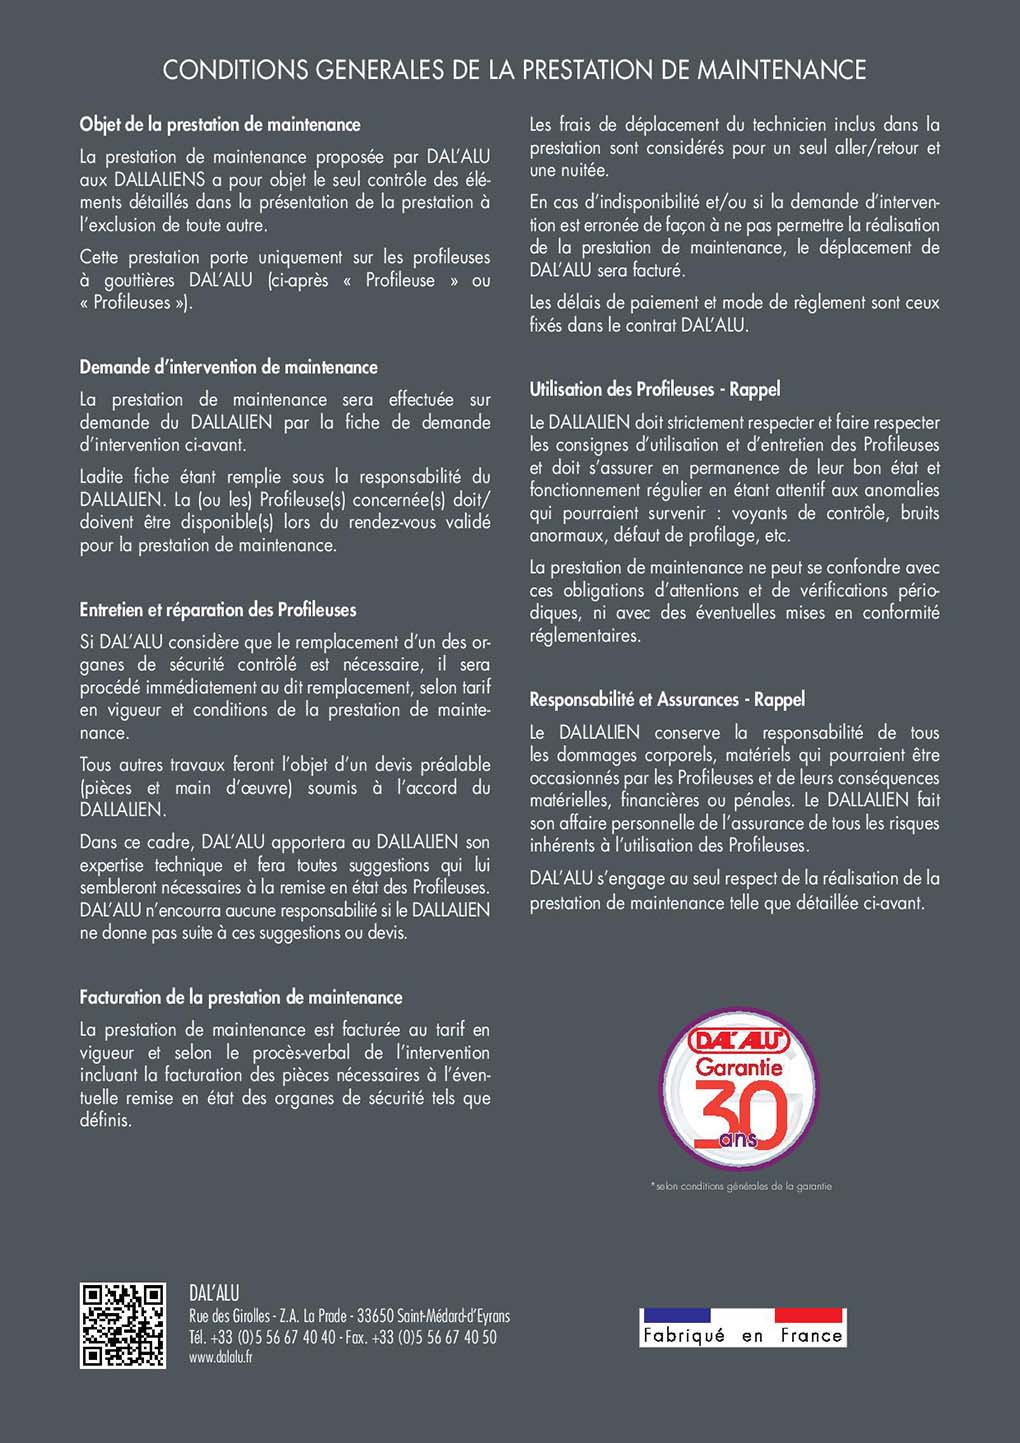 CONDITIONS GENERALES DE LA PRESTATION DE MAINTENANCE
Objet de la prestation de maintenance
La prestation de maintenance proposée par DAL’ALU
aux DALLALIENS a pour objet le seul contrôle des élé-
ments détaillés dans la présentation de la prestation à
l’exclusion de toute autre.
Cette prestation porte uniquement sur les profileuses
à gouttières DAL’ALU (ci-après « Profileuse » ou
« Profileuses »).
Demande d’intervention de maintenance
La prestation de maintenance sera effectuée sur
demande du DALLALIEN par la fiche de demande
d’intervention ci-avant.
Ladite fiche étant remplie sous la responsabilité du
DALLALIEN. La (ou les) Profileuse(s) concernée(s) doit/
doivent être disponible(s) lors du rendez-vous validé
pour la prestation de maintenance.
Entretien et réparation des Profileuses
Si DAL’ALU considère que le remplacement d’un des or-
ganes de sécurité contrôlé est nécessaire, il sera
procédé immédiatement au dit remplacement, selon tarif
en vigueur et conditions de la prestation de mainte-
nance.
Tous autres travaux feront l’objet d’un devis préalable
(pièces et main d’œuvre) soumis à l’accord du
DALLALIEN.
Dans ce cadre, DAL’ALU apportera au DALLALIEN son
expertise technique et fera toutes suggestions qui lui
sembleront nécessaires à la remise en état des Profileuses.
DAL’ALU n’encourra aucune responsabilité si le DALLALIEN
ne donne pas suite à ces suggestions ou devis.
Facturation de la prestation de maintenance
La prestation de maintenance est facturée au tarif en
vigueur et selon le procès-verbal de l’intervention
incluant la facturation des pièces nécessaires à l’éven-
tuelle remise en état des organes de sécurité tels que
définis.
Les frais de déplacement du technicien inclus dans la
prestation sont considérés pour un seul aller/retour et
une nuitée.
En cas d’indisponibilité et/ou si la demande d’interven-
tion est erronée de façon à ne pas permettre la réalisation
de la prestation de maintenance, le déplacement de
DAL’ALU sera facturé.
Les délais de paiement et mode de règlement sont ceux
fixés dans le contrat DAL’ALU.
Utilisation des Profileuses - Rappel
Le DALLALIEN doit strictement respecter et faire respecter
les consignes d’utilisation et d’entretien des Profileuses
et doit s’assurer en permanence de leur bon état et
fonctionnement régulier en étant attentif aux anomalies
qui pourraient survenir : voyants de contrôle, bruits
anormaux, défaut de profilage, etc.
La prestation de maintenance ne peut se confondre avec
ces obligations d’attentions et de vérifications pério-
diques, ni avec des éventuelles mises en conformité
réglementaires.
Responsabilité et Assurances - Rappel
Le DALLALIEN conserve la responsabilité de tous
les dommages corporels, matériels qui pourraient être
occasionnés par les Profileuses et de leurs conséquences
matérielles, financières ou pénales. Le DALLALIEN fait
son affaire personnelle de l’assurance de tous les risques
inhérents à l’utilisation des Profileuses.
DAL’ALU s’engage au seul respect de la réalisation de la
prestation de maintenance telle que détaillée ci-avant.
DAL’ALU
Garantie
30
ans
*selon conditions générales de la garantie
DAL’ALU
Rue des Girolles - Z.A. La Prade - 33650 Saint-Médard-d’Eyrans
Tél. +33 (0)5 56 67 40 40 - Fax. +33 (0)5 56 67 40 50
www.dalalu.fr
Fabriqué en France